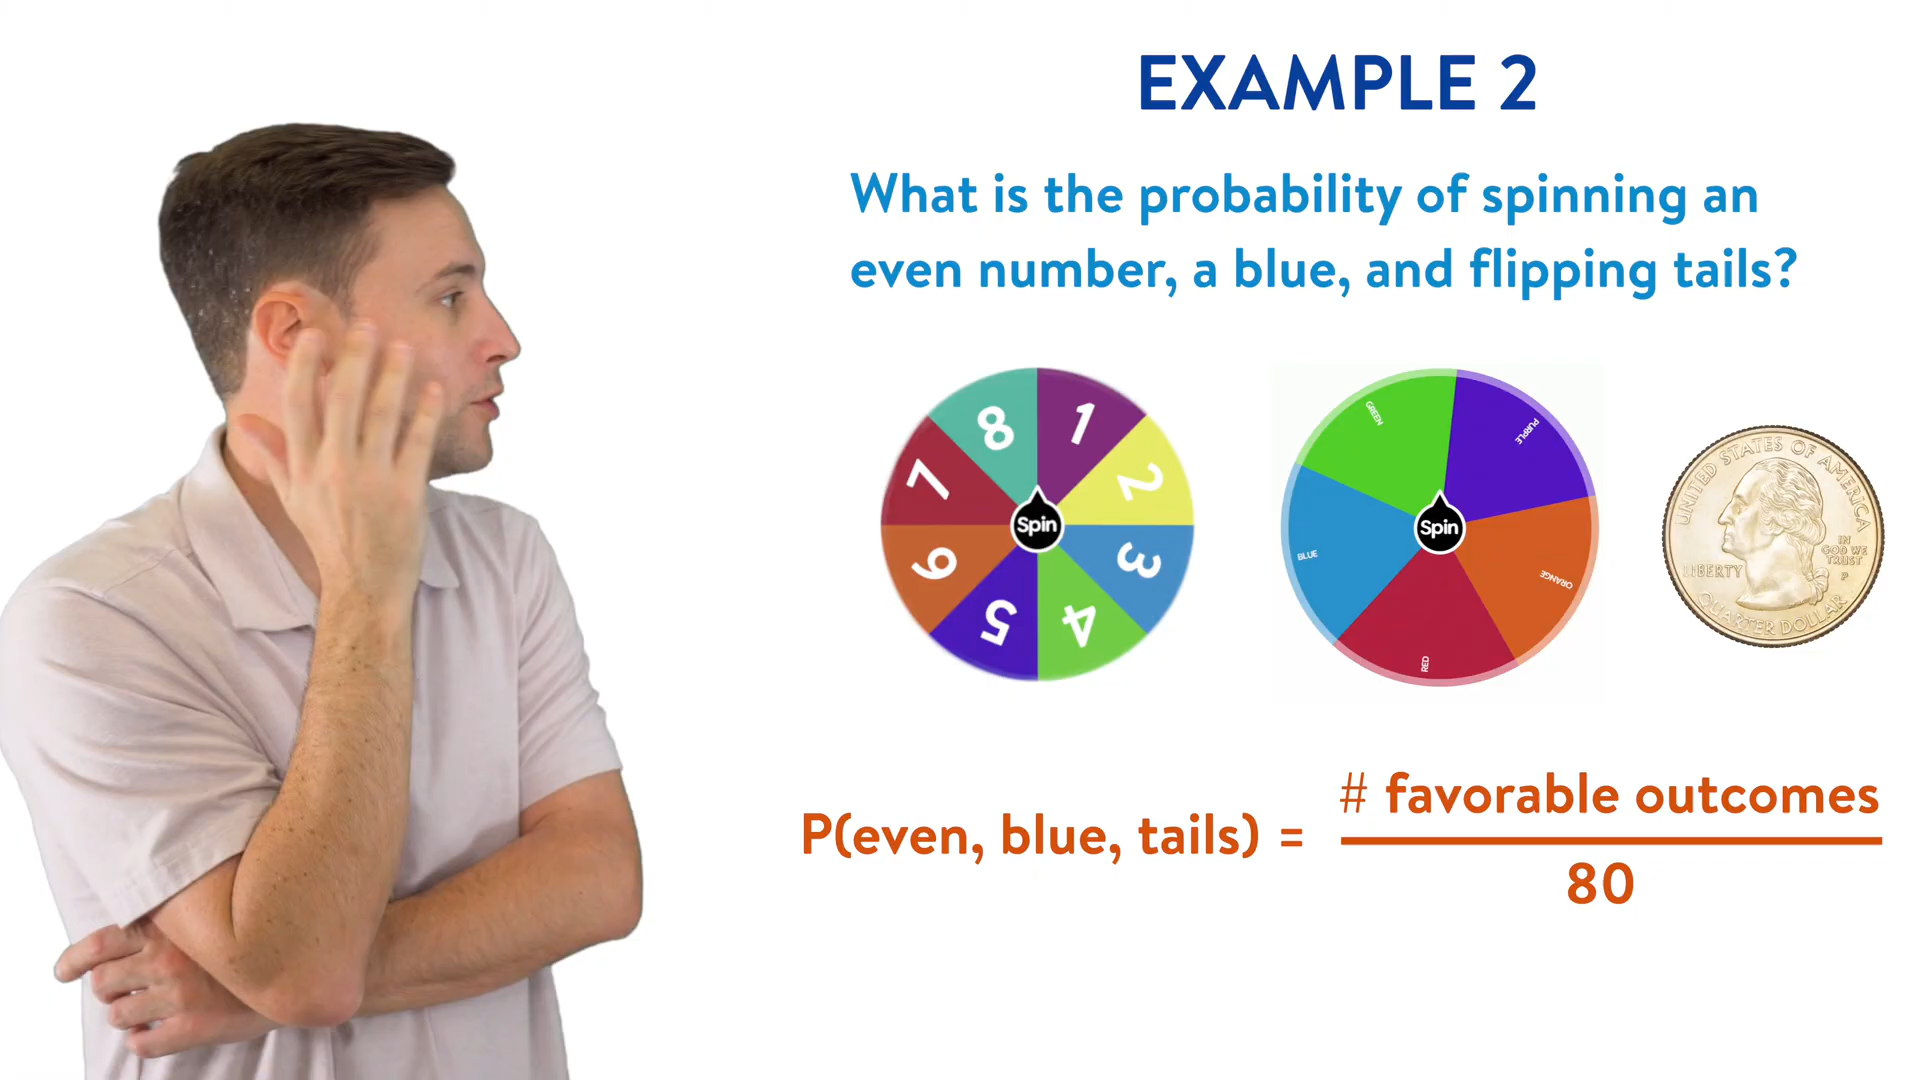 EXAMPLE 2
What is the probability of spinning an
even number, a blue, and flipping tails?
8 1
7 2
Spin
6 3
5 4
GREEN
PURPLE
Spin
BLUE
ORANGE
RED
UNITED STATES OF AMERICA
IN
GOD WE
TRUST
LIBERTY
P
QUARTER DOLLAR
P(even, blue, tails) =
# favorable outcomes
80